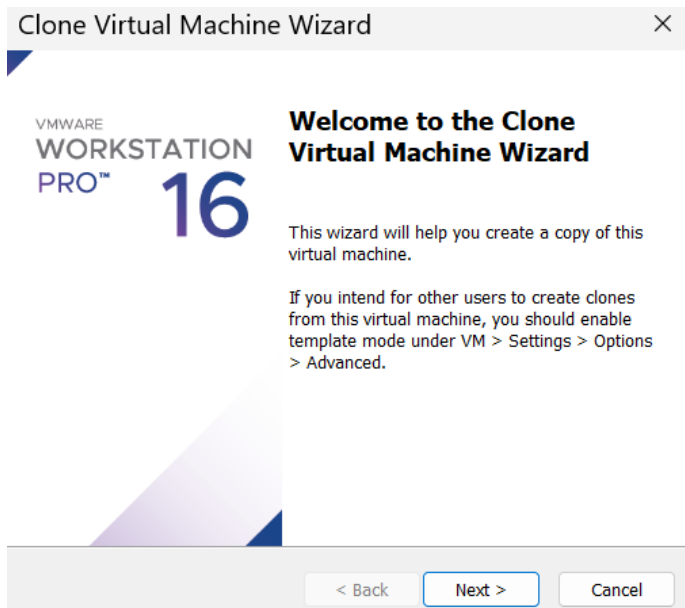 Clone Virtual Machine Wizard
VMWARE
WORKSTATION
PRO™ 16
Welcome to the Clone
Virtual Machine Wizard
This wizard will help you create a copy of this
virtual machine.
If you intend for other users to create clones
from this virtual machine, you should enable
template mode under VM > Settings > Options
> Advanced.
< Back Next > Cancel